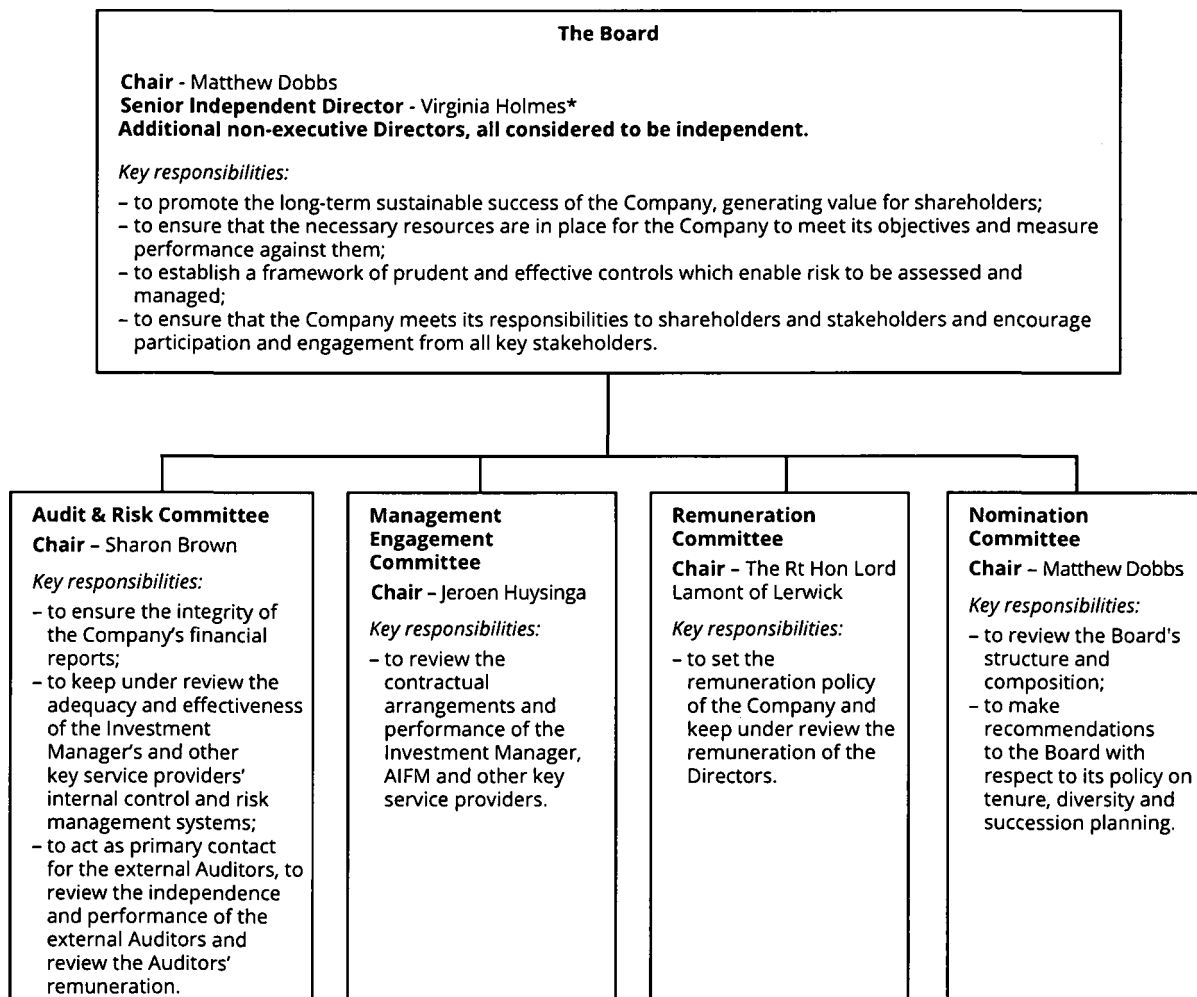 The Board
Chair - Matthew Dobbs
Senior Independent Director - Virginia Holmes*
Additional non-executive Directors, all considered to be independent.
Key responsibilities:
– to promote the long-term sustainable success of the Company, generating value for shareholders;
– to ensure that the necessary resources are in place for the Company to meet its objectives and measure
performance against them;
– to establish a framework of prudent and effective controls which enable risk to be assessed and
managed;
– to ensure that the Company meets its responsibilities to shareholders and stakeholders and encourage
participation and engagement from all key stakeholders.
Audit & Risk Committee
Chair – Sharon Brown
Key responsibilities:
– to ensure the integrity of
the Company's financial
reports;
– to keep under review the
adequacy and effectiveness
of the Investment
Manager's and other
key service providers'
internal control and risk
management systems;
– to act as primary contact
for the external Auditors, to
review the independence
and performance of the
external Auditors and
review the Auditors'
remuneration.
Management
Engagement
Committee
Chair – Jeroen Huysinga
Key responsibilities:
– to review the
contractual
arrangements and
performance of the
Investment Manager,
AIFM and other key
service providers.
Remuneration
Committee
Chair – The Rt Hon Lord
Lamont of Lerwick
Key responsibilities:
– to set the
remuneration policy
of the Company and
keep under review the
remuneration of the
Directors.
Nomination
Committee
Chair – Matthew Dobbs
Key responsibilities:
– to review the Board's
structure and
composition;
– to make
recommendations
to the Board with
respect to its policy on
tenure, diversity and
succession planning.